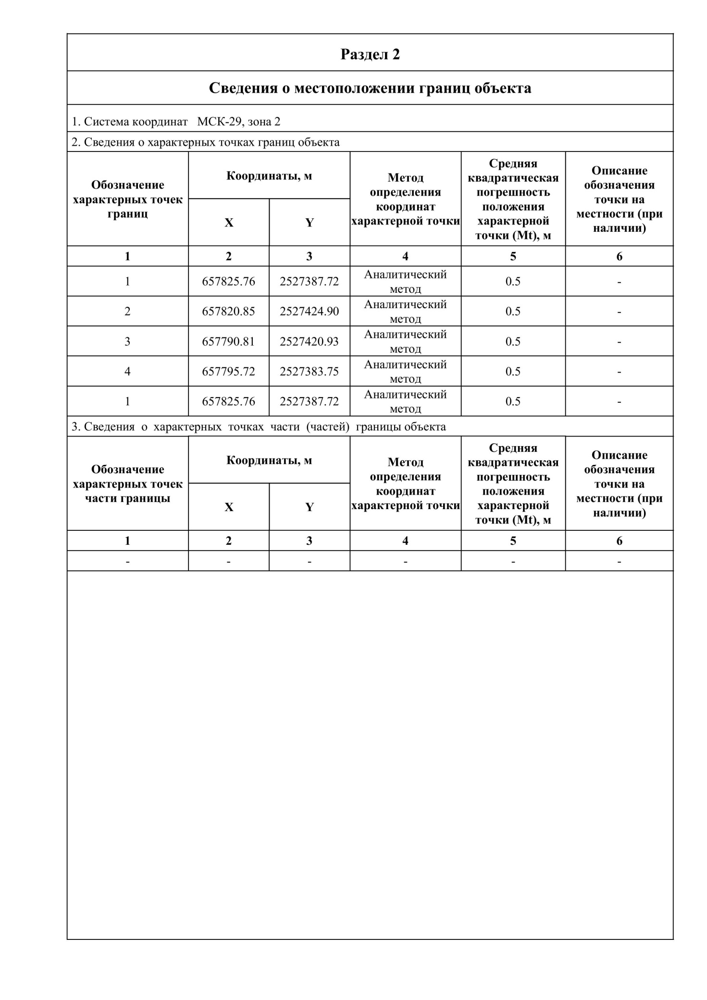 Раздел 2
Сведения о местоположении границ объекта
1. Система координат МСК-29, зона 2
2. Сведения о характерных точках границ объекта
Обозначение
характерных точек
границ
Координаты, м
X
Y
Метод
определения
координат
характерной точки
Средняя
квадратическая
погрешность
положения
характерной
точки (Mt), м
Описание
обозначения
точки на
местности (при
наличии)
1 2 3 4 5 6
1 657825.76 2527387.72 Аналитический
метод 0.5 -
2 657820.85 2527424.90 Аналитический
метод 0.5 -
3 657790.81 2527420.93 Аналитический
метод 0.5 -
4 657795.72 2527383.75 Аналитический
метод 0.5 -
1 657825.76 2527387.72 Аналитический
метод 0.5 -
3. Сведения о характерных точках части (частей) границы объекта
Обозначение
характерных точек
части границы
Координаты, м
X
Y
Метод
определения
координат
характерной точки
Средняя
квадратическая
погрешность
положения
характерной
точки (Mt), м
Описание
обозначения
точки на
местности (при
наличии)
1 2 3 4 5 6
- - - - - -